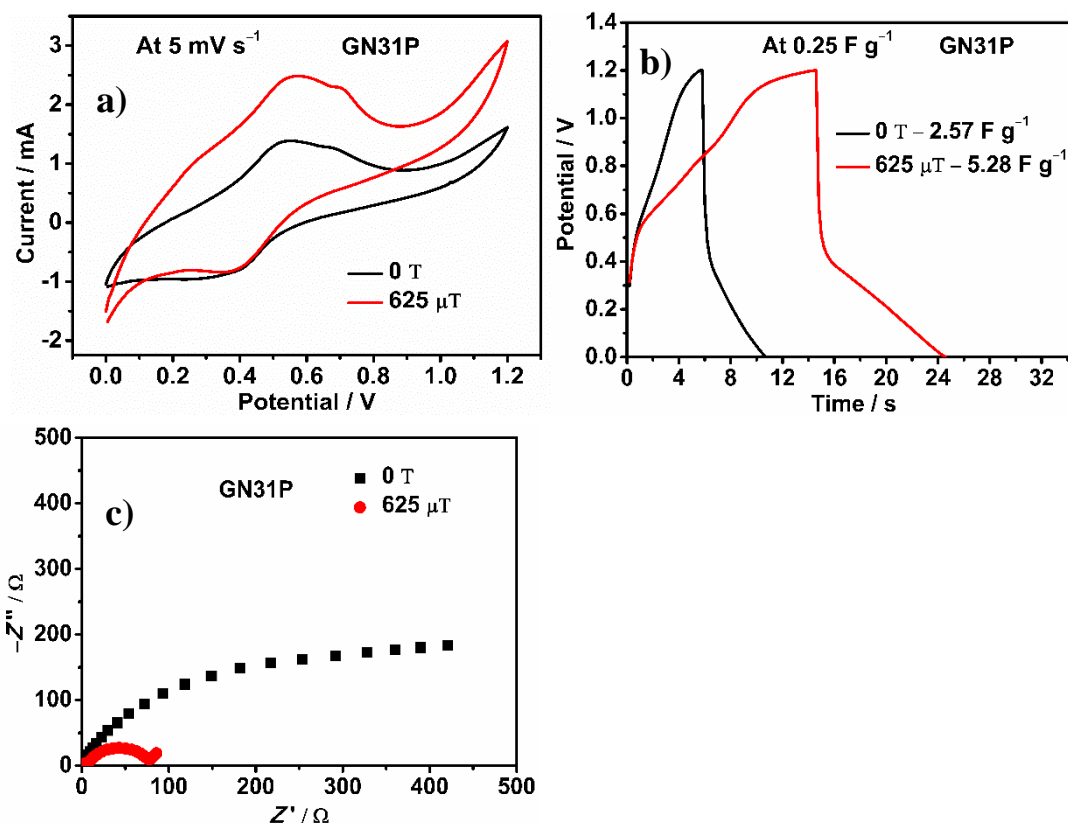 a)
At 5 mV s⁻¹ GN31P
0 T
625 μT
3
2
1
0
-1
-2
Current / mA
0.0 0.2 0.4 0.6 0.8 1.0 1.2
Potential / V
b)
At 0.25 F g⁻¹ GN31P
0 T – 2.57 F g⁻¹
625 μT – 5.28 F g⁻¹
1.4
1.2
1.0
0.8
0.6
0.4
0.2
0.0
Potential / V
0 4 8 12 16 20 24 28 32
Time / s
c)
GN31P
0 T
625 μT
500
400
300
200
100
0
−Z'' / Ω
0 100 200 300 400 500
Z' / Ω